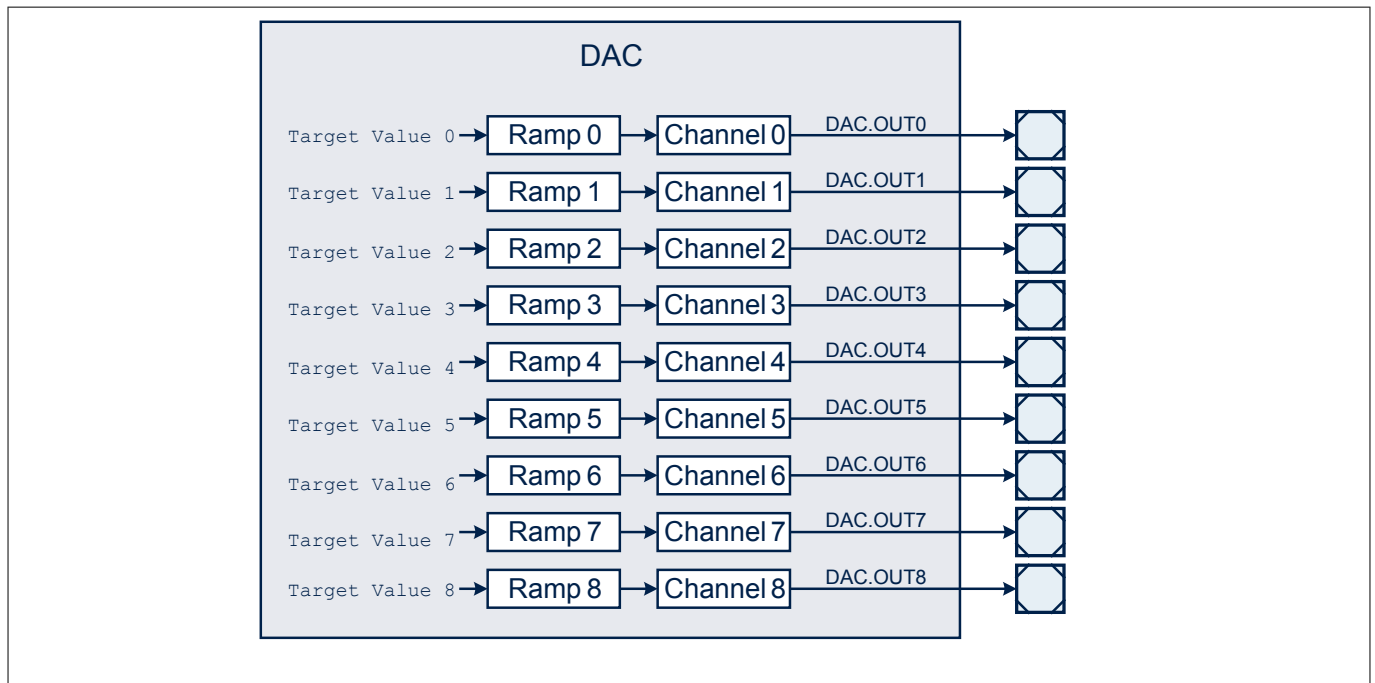 DAC
Target Value 0 Ramp 0 Channel 0 DAC.OUT0
Target Value 1 Ramp 1 Channel 1 DAC.OUT1
Target Value 2 Ramp 2 Channel 2 DAC.OUT2
Target Value 3 Ramp 3 Channel 3 DAC.OUT3
Target Value 4 Ramp 4 Channel 4 DAC.OUT4
Target Value 5 Ramp 5 Channel 5 DAC.OUT5
Target Value 6 Ramp 6 Channel 6 DAC.OUT6
Target Value 7 Ramp 7 Channel 7 DAC.OUT7
Target Value 8 Ramp 8 Channel 8 DAC.OUT8